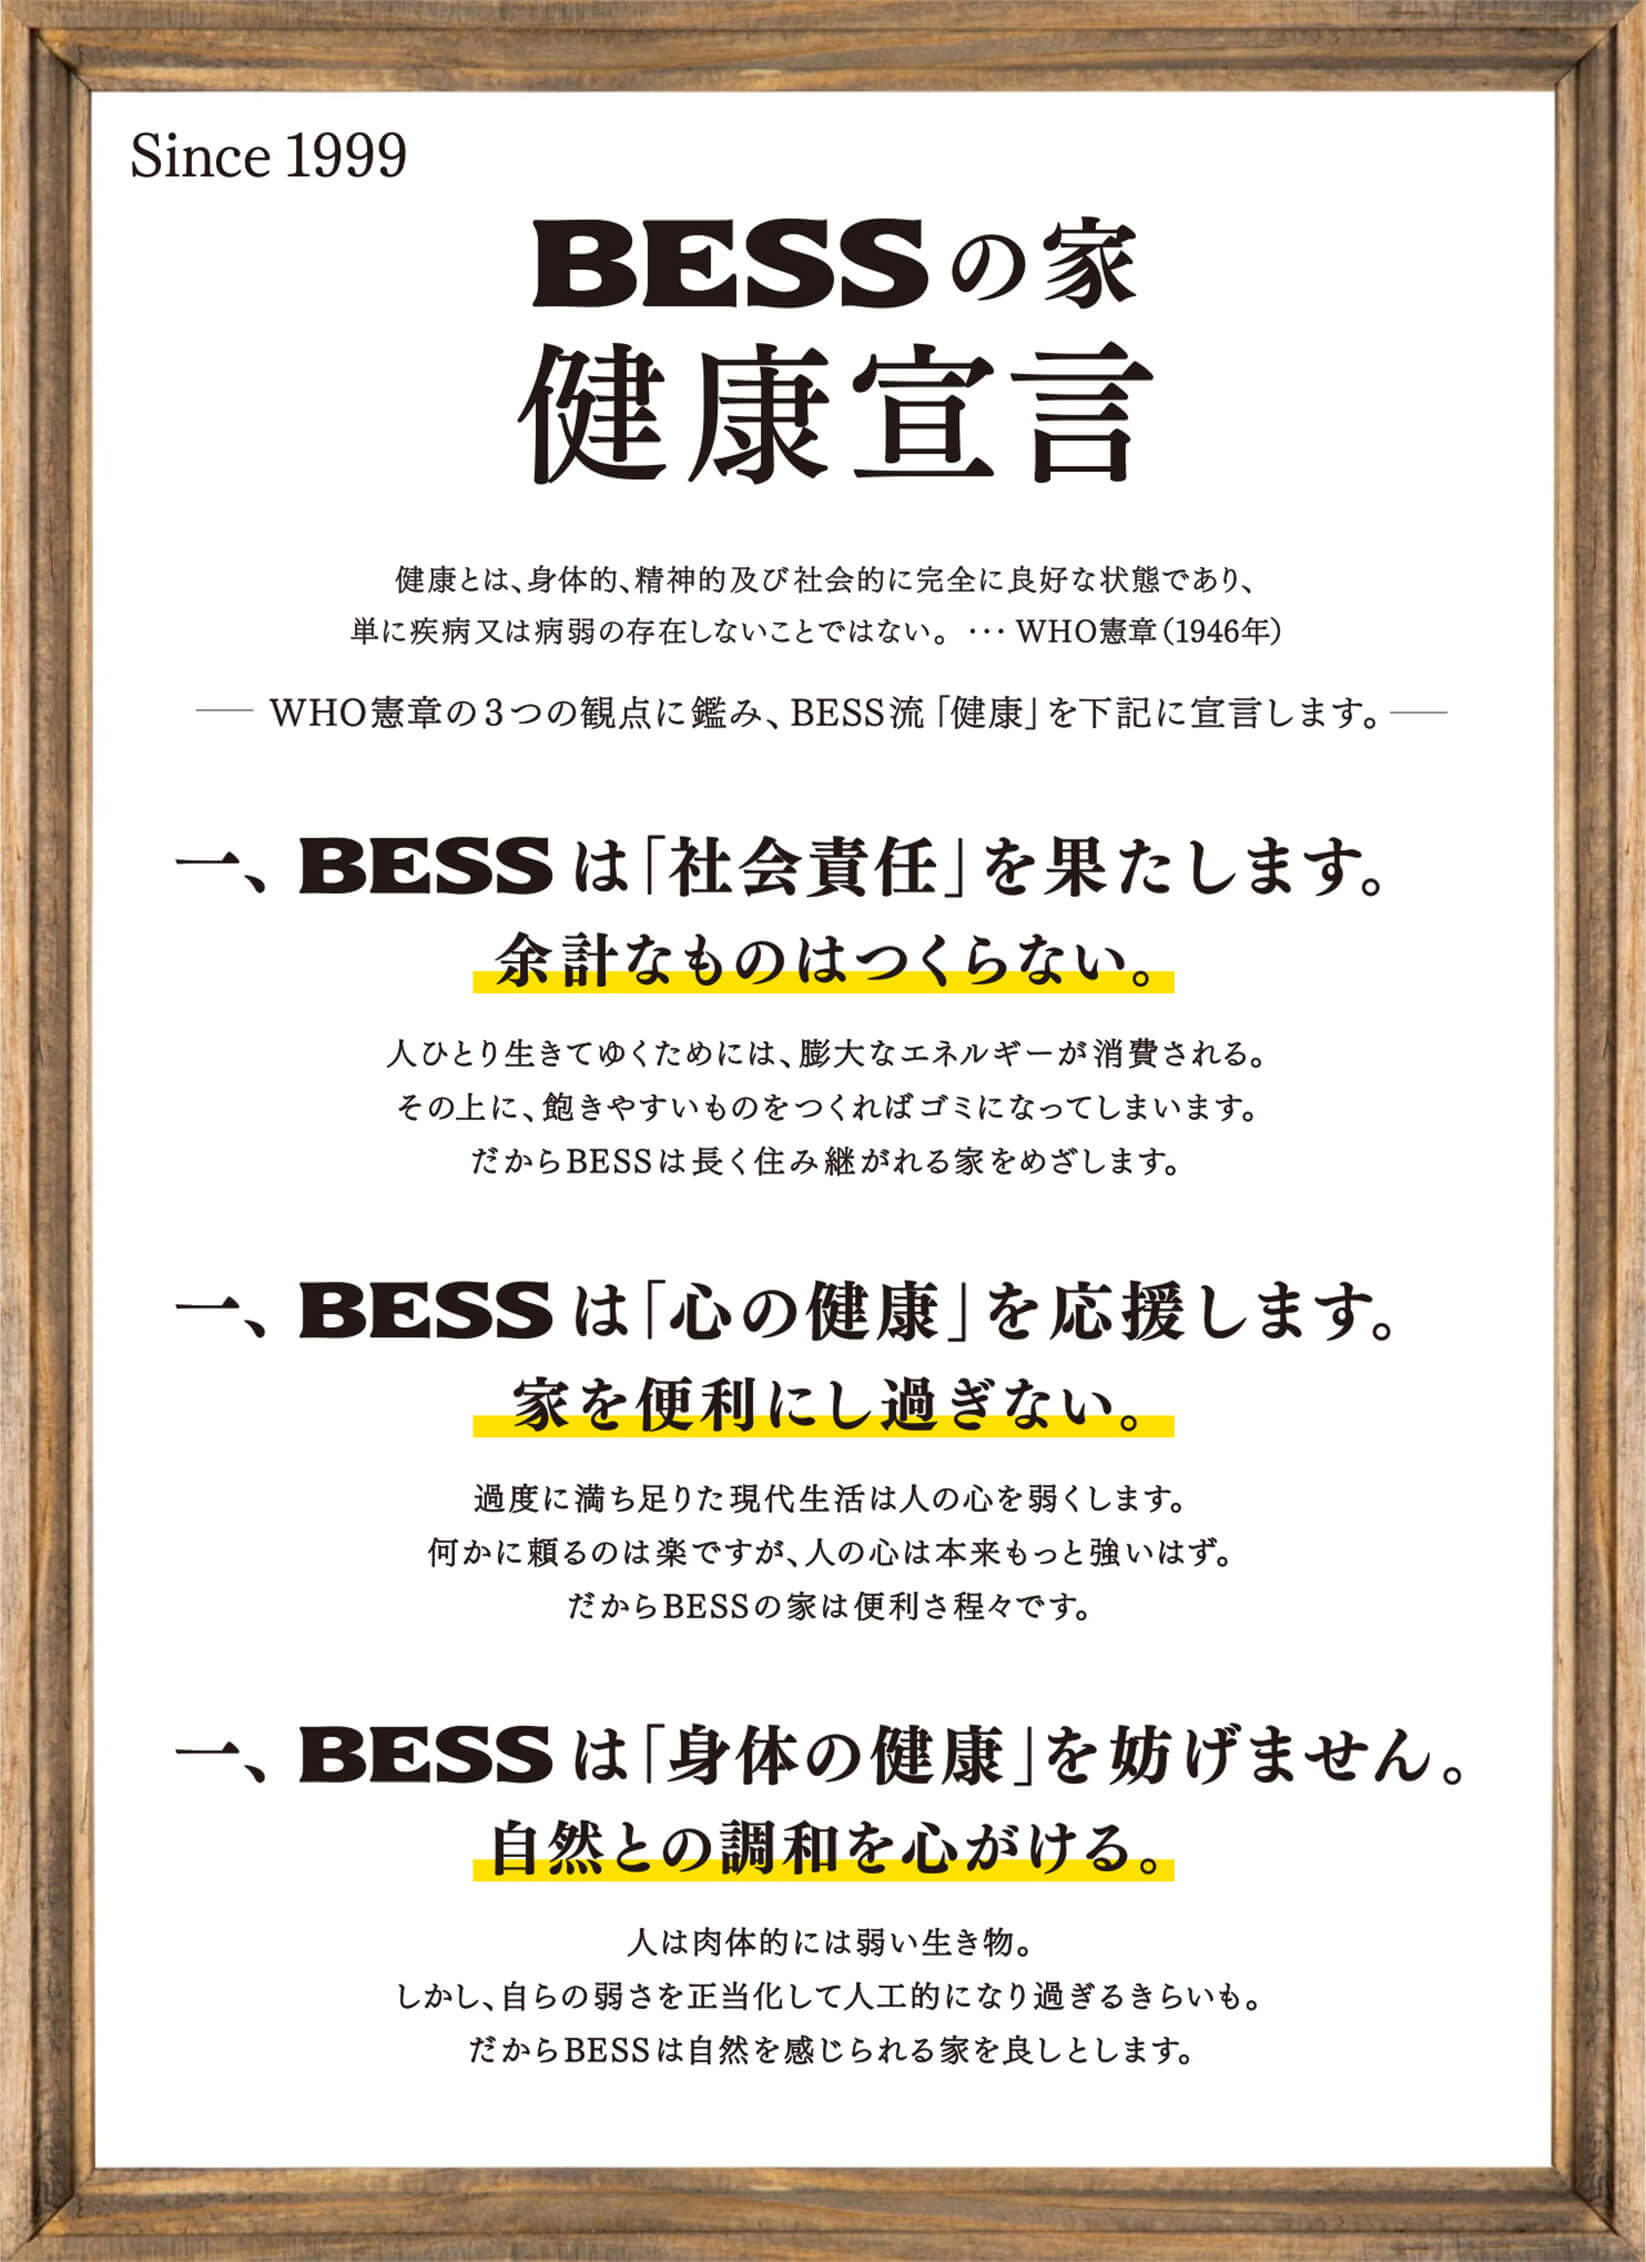 Since 1999
BESSの家
健康宣言
健康とは、身体的、精神的及び社会的に完全に良好な状態であり、
単に疾病又は病弱の存在しないことではない。 ･･･ WHO憲章（1946年）
― WHO憲章の3つの観点に鑑み、BESS流「健康」を下記に宣言します。―
一、BESSは「社会責任」を果たします。
余計なものはつくらない。
人ひとり生きてゆくためには、膨大なエネルギーが消費される。
その上に、飽きやすいものをつくればゴミになってしまいます。
だからBESSは長く住み継がれる家をめざします。
一、BESSは「心の健康」を応援します。
家を便利にし過ぎない。
過度に満ち足りた現代生活は人の心を弱くします。
何かに頼るのは楽ですが、人の心は本来もっと強いはず。
だからBESSの家は便利さ程々です。
一、BESSは「身体の健康」を妨げません。
自然との調和を心がける。
人は肉体的には弱い生き物。
しかし、自らの弱さを正当化して人工的になり過ぎるきらいも。
だからBESSは自然を感じられる家を良しとします。